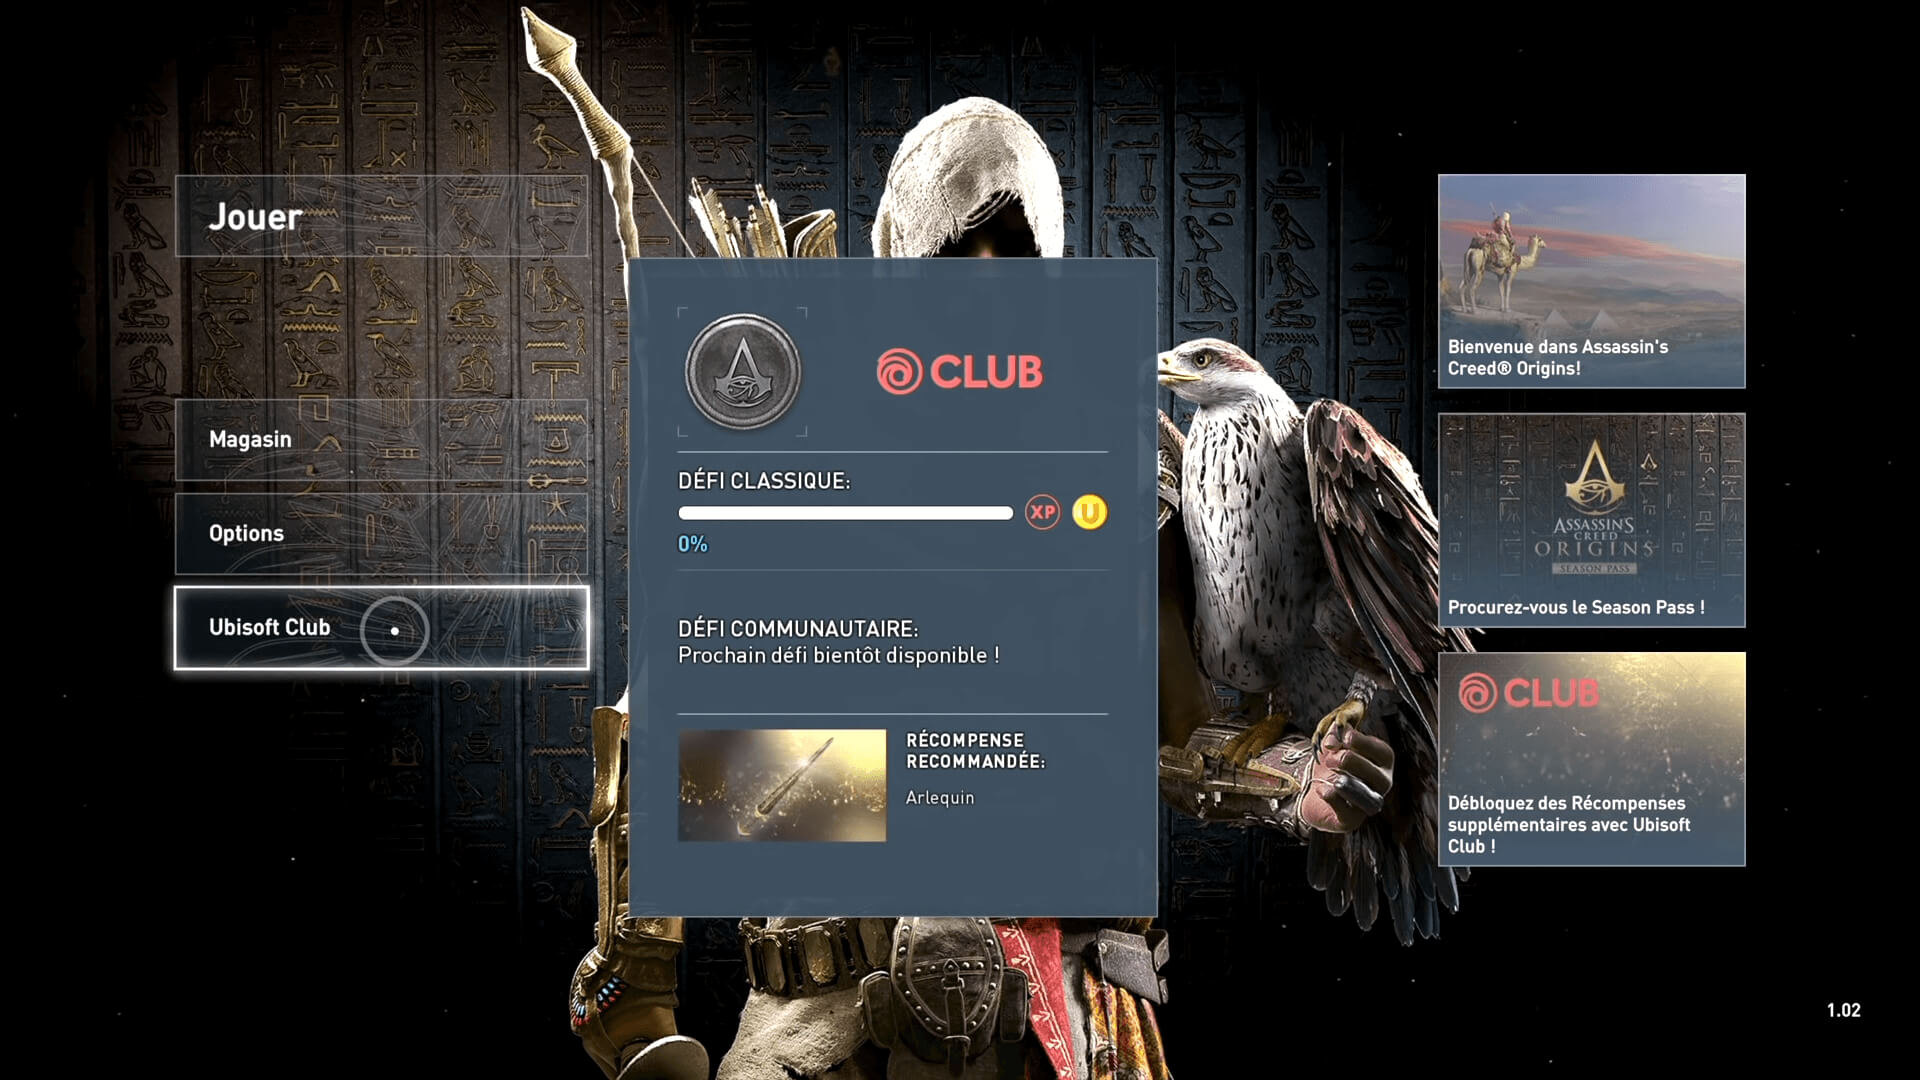 Jouer
Magasin
Options
Ubisoft Club
CLUB
DÉFI CLASSIQUE:
XP
U
0%
DÉFI COMMUNAUTAIRE:
Prochain défi bientôt disponible !
RÉCOMPENSE
RECOMMANDÉE:
Arlequin
Bienvenue dans Assassin's
Creed® Origins!
ASSASSIN'S
CREED
ORIGINS
SEASON PASS
Procurez-vous le Season Pass !
CLUB
Débloquez des Récompenses
supplémentaires avec Ubisoft
Club !
1.02